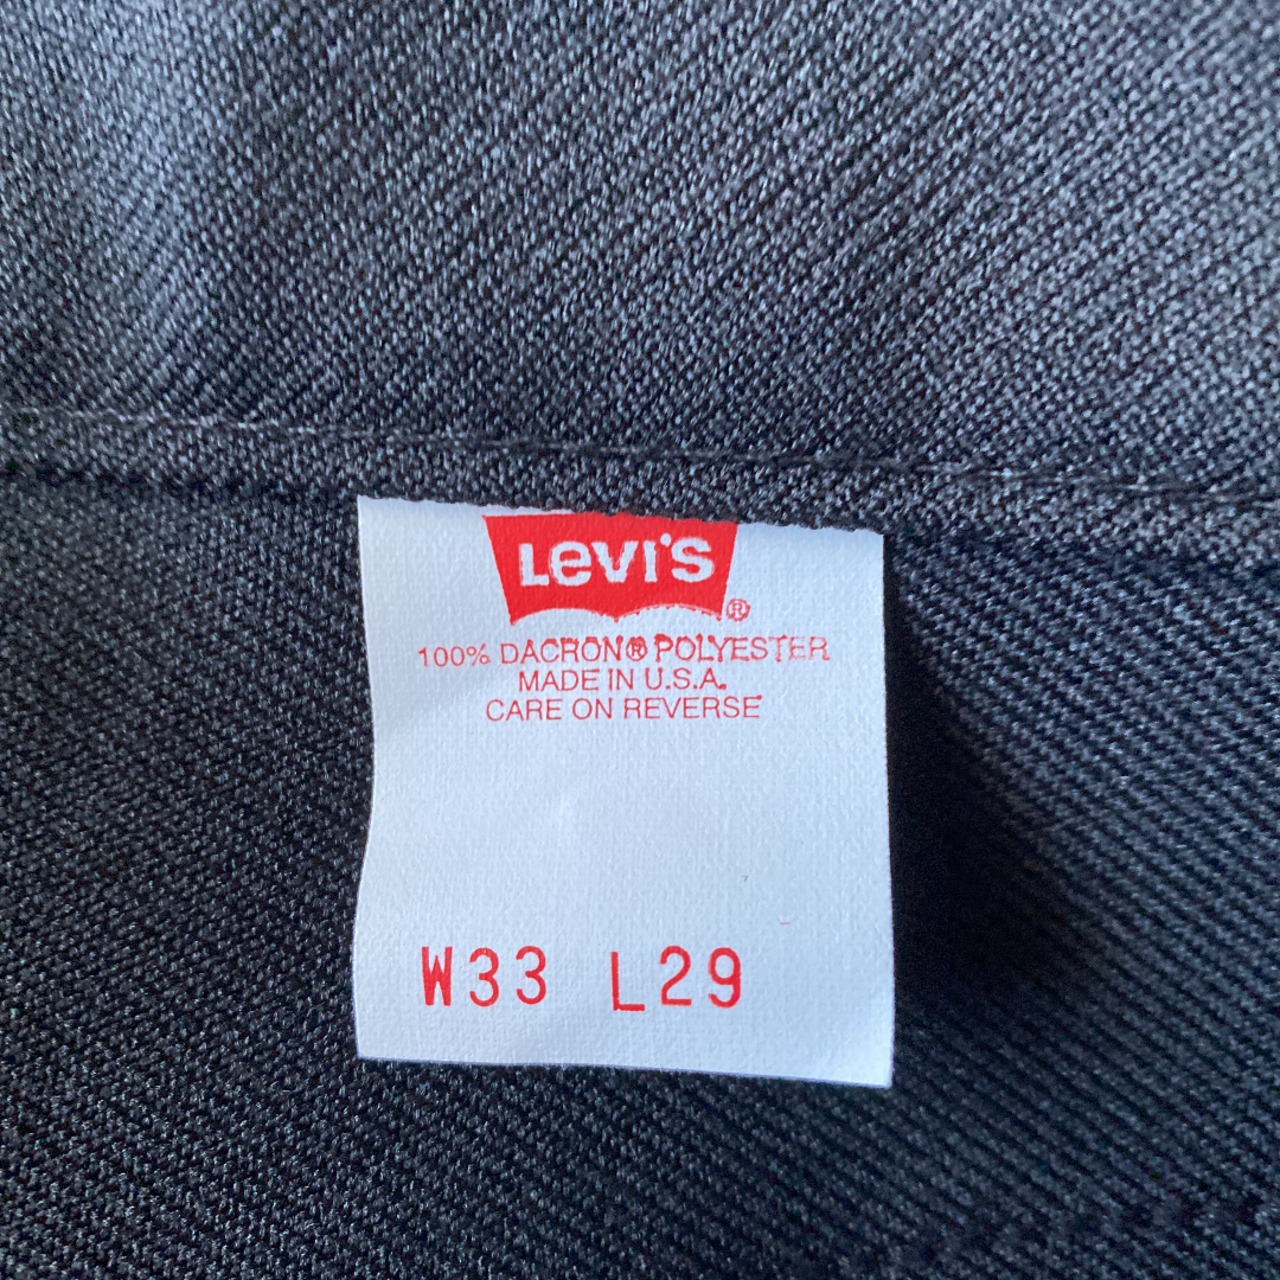 LEVI'S
®
100% DACRON® POLYESTER
MADE IN U.S.A.
CARE ON REVERSE
W33 L29